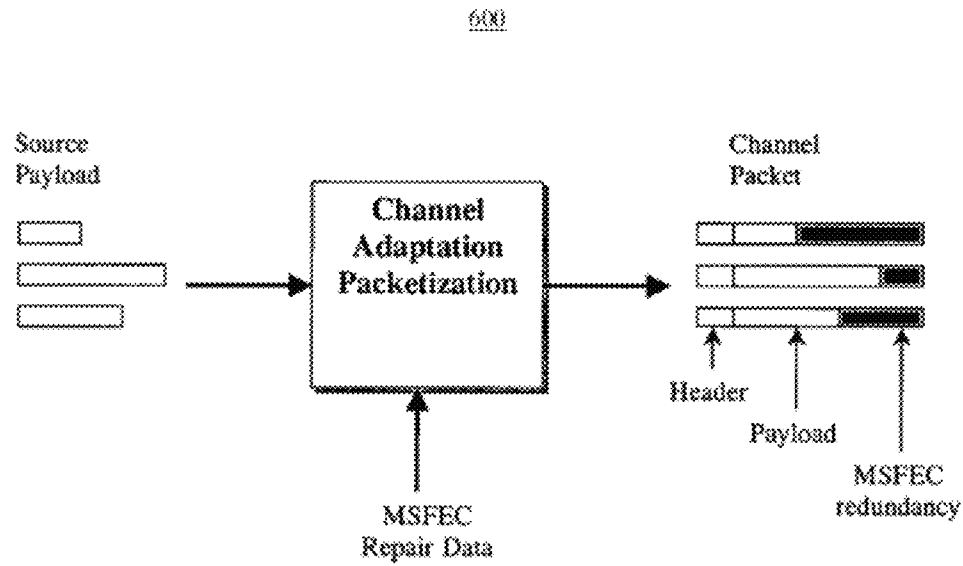 600
Source
Payload
Channel
Adaptation
Packetization
Channel
Packet
Header
Payload
MSFEC
redundancy
MSFEC
Repair Data